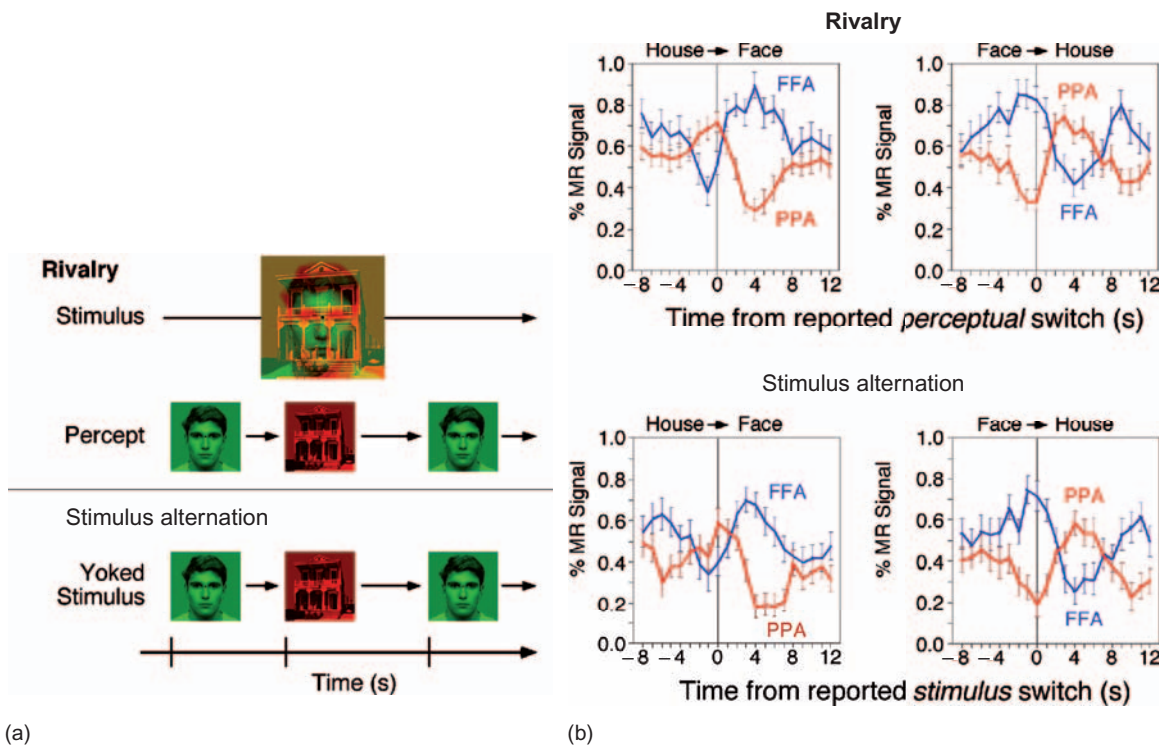 Rivalry
Stimulus
Percept
Stimulus alternation
Yoked
Stimulus
Time (s)
(a)
Rivalry
House → Face
% MR Signal
1.0
0.8
0.6
0.4
0.2
0.0
FFA
PPA
−8 −4 0 4 8 12
Face → House
% MR Signal
1.0
0.8
0.6
0.4
0.2
0.0
PPA
FFA
−8 −4 0 4 8 12
Time from reported perceptual switch (s)
Stimulus alternation
House → Face
% MR Signal
1.0
0.8
0.6
0.4
0.2
0.0
FFA
PPA
−8 −4 0 4 8 12
Face → House
% MR Signal
1.0
0.8
0.6
0.4
0.2
0.0
PPA
FFA
−8 −4 0 4 8 12
Time from reported stimulus switch (s)
(b)